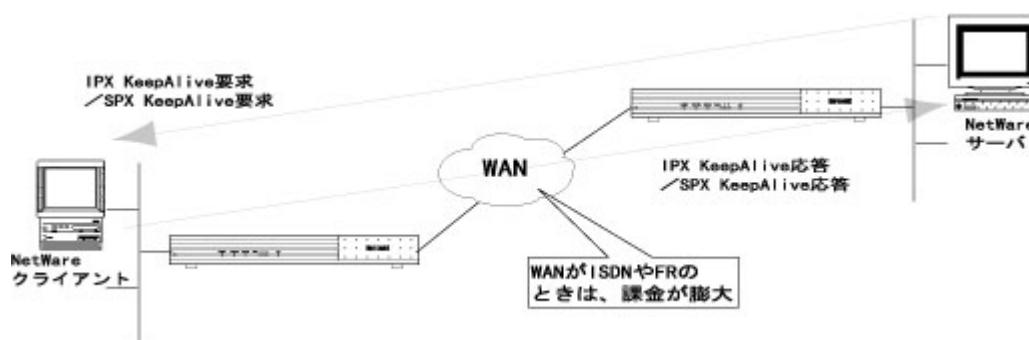 IPX KeepAlive要求
／SPX KeepAlive要求
NetWare
サーバ
WAN
IPX KeepAlive応答
／SPX KeepAlive応答
NetWare
クライアント
WANがISDNやFRの
ときは、課金が膨大